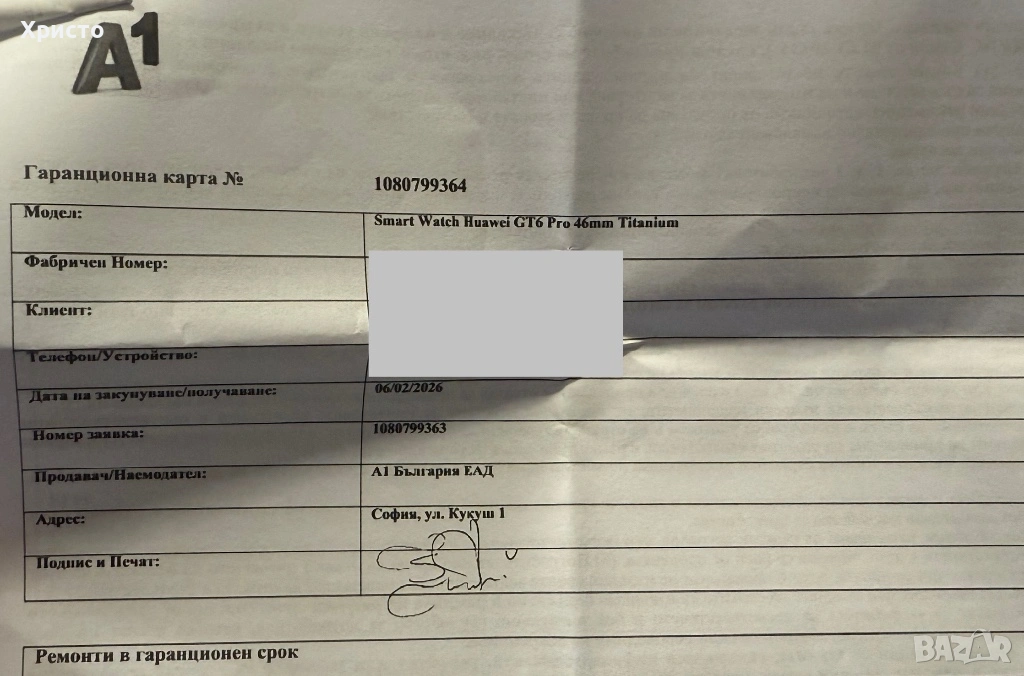 Христо
A1
Гаранционна карта № 1080799364
Модел: Smart Watch Huawei GT6 Pro 46mm Titanium
Фабричен Номер:
Клиент:
Телефон/Устройство:
Дата на закупуване/получаване: 06/02/2026
Номер заявка: 1080799363
Продавач/Наемодател: А1 България ЕАД
Адрес: София, ул. Кукуш 1
Подпис и Печат:
Ремонти в гаранционен срок
BAZAR